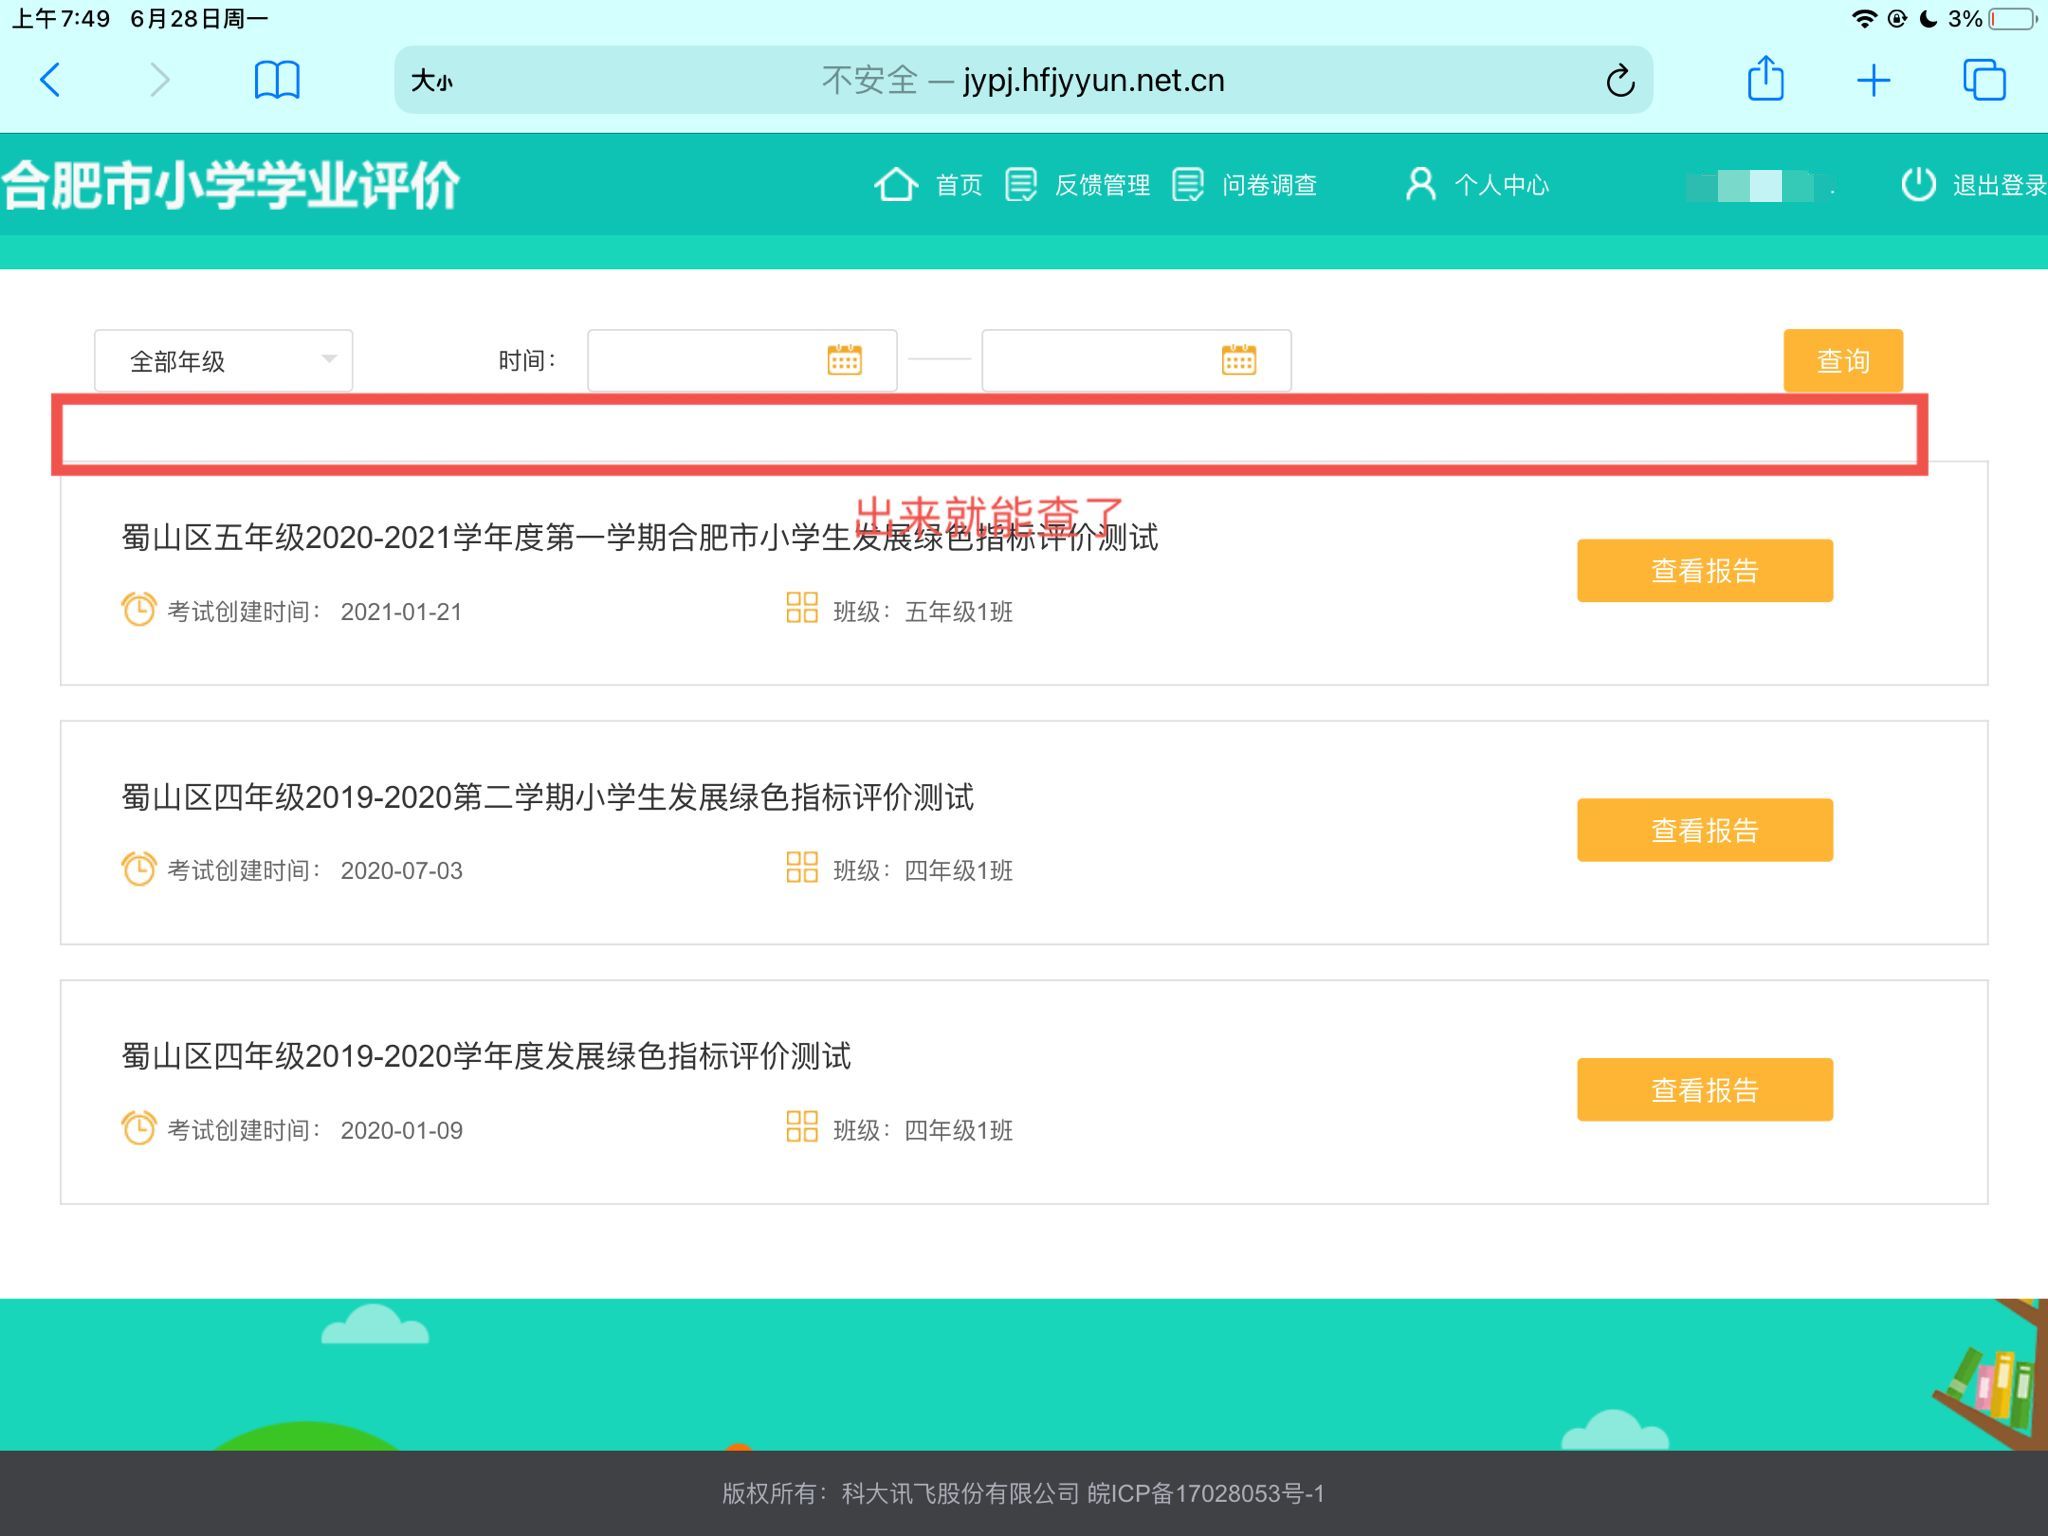 上午7:49 6月28日周一
3%
大小
不安全 — jypj.hfjyyun.net.cn
合肥市小学学业评价
首页 反馈管理 问卷调查 个人中心 退出登录
全部年级 时间： 查询
出来就能查了
蜀山区五年级2020-2021学年度第一学期合肥市小学生发展绿色指标评价测试
查看报告
考试创建时间： 2021-01-21 班级：五年级1班
蜀山区四年级2019-2020第二学期小学生发展绿色指标评价测试
查看报告
考试创建时间： 2020-07-03 班级：四年级1班
蜀山区四年级2019-2020学年度发展绿色指标评价测试
查看报告
考试创建时间： 2020-01-09 班级：四年级1班
版权所有：科大讯飞股份有限公司 皖ICP备17028053号-1